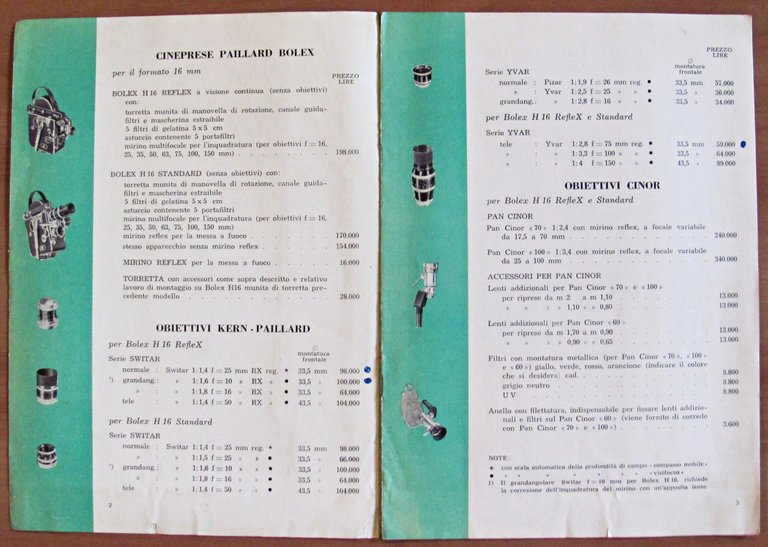 CINEPRESE PAILLARD BOLEX
per il formato 16 mm
PREZZO
LIRE
BOLEX H 16 REFLEX a visione continua (senza obiettivi)
con:
torretta munita di manovella di rotazione, canale guida-
filtri e mascherina estraibile
5 filtri di gelatina 5 x 5 cm
astuccio contenente 5 portafiltri
mirino multifocale per l'inquadratura (per obiettivi f = 16,
25, 35, 50, 63, 75, 100, 150 mm) . . . . . . . 198.000
BOLEX H 16 STANDARD (senza obiettivi) con:
torretta munita di manovella di rotazione, canale guida-
filtri e mascherina estraibile
5 filtri di gelatina 5 x 5 cm
astuccio contenente 5 portafiltri
mirino multifocale per l'inquadratura (per obiettivi f = 16,
25, 35, 50, 63, 75, 100, 150 mm)
mirino reflex per la messa a fuoco . . . . . . . 170.000
stesso apparecchio senza mirino reflex . . . . . . 154.000
MIRINO REFLEX per la messa a fuoco . . . . . . 16.000
TORRETTA con accessori come sopra descritto e relativo
lavoro di montaggio su Bolex H16 munita di torretta pre-
cedente modello . . . . . . . . . . 28.000
OBIETTIVI KERN - PAILLARD
per Bolex H 16 RefleX
Ø
montatura
frontale
Serie SWITAR
normale : Switar 1:1,4 f = 25 mm RX reg. ★ 33,5 mm 98.000
¹) grandang.: » 1:1,6 f = 10 » RX » ● 33,5 » 100.000
» : » 1:1,8 f = 16 » » ● 33,5 » 64.000
tele : » 1:1,4 f = 50 » RX » ● 43,5 » 104.000
per Bolex H 16 Standard
Serie SWITAR
normale : Switar 1:1,4 f = 25 mm reg. ★ 33,5 mm 98.000
» : » 1:1,5 f = 25 » » ● 33,5 » 66.000
¹) grandang.: » 1:1,6 f = 10 » » ● 33,5 » 100.000
» : » 1:1,8 f = 16 » » ● 33,5 » 64.000
tele : » 1:1,4 f = 50 » » ● 43,5 » 104.000
2
PREZZO
LIRE
Ø
montatura
frontale
Serie YVAR
normale : Pizar 1:1,9 f = 26 mm reg. ● 33,5 mm 57.000
» : Yvar 1:2,5 f = 25 » » ● 33,5 » 36.000
grandang.: » 1:2,8 f = 16 » » ● 33,5 » 34.000
per Bolex H 16 RefleX e Standard
Serie YVAR
tele : Yvar 1:2,8 f = 75 mm reg. ● 33,5 mm 59.000
» : » 1:3,3 f = 100 » » ● 33,5 » 64.000
» : » 1:4 f = 150 » » ● 43,5 » 89.000
OBIETTIVI CINOR
per Bolex H 16 RefleX e Standard
PAN CINOR
Pan Cinor « 70 » 1:2,4 con mirino reflex, a focale variabile
da 17,5 a 70 mm . . . . . . . . . . 240.000
Pan Cinor « 100 » 1:3,4 con mirino reflex, a focale variabile
da 25 a 100 mm . . . . . . . . . . 340.000
ACCESSORI PER PAN CINOR
Lenti addizionali per Pan Cinor « 70 » e « 100 »
per riprese da m 2 a m 1,10 . . . . . . . 13.000
» » » » 1,10 » » 0,80 . . . . . . . 13.000
Lenti addizionali per Pan Cinor « 60 »
per riprese da m 1,70 a m 0,90 . . . . . . . 13.000
» » » » 0,90 » » 0,65 . . . . . . . 13.000
Filtri con montatura metallica (per Pan Cinor « 70 », « 100 »
e « 60 ») giallo, verde, rosso, arancione (indicare il colore
che si desidera) cad. . . . . . . . . . 8.800
grigio neutro . . . . . . . . . . 8.800
U V . . . . . . . . . . 8.800
Anello con filettatura, indispensabile per fissare lenti addizio-
nali e filtri sul Pan Cinor « 60 » (viene fornito di corredo
con Pan Cinor « 70 » e « 100 ») . . . . . . . 3.600
NOTE:
★ con scala automatica della profondità di campo « compasso mobile »
● » » » » » » » « visifocus »
1) Il grandangolare Switar f = 10 mm per Bolex H 16, richiede
la correzione dell'inquadratura del mirino con un'apposita lente.
3